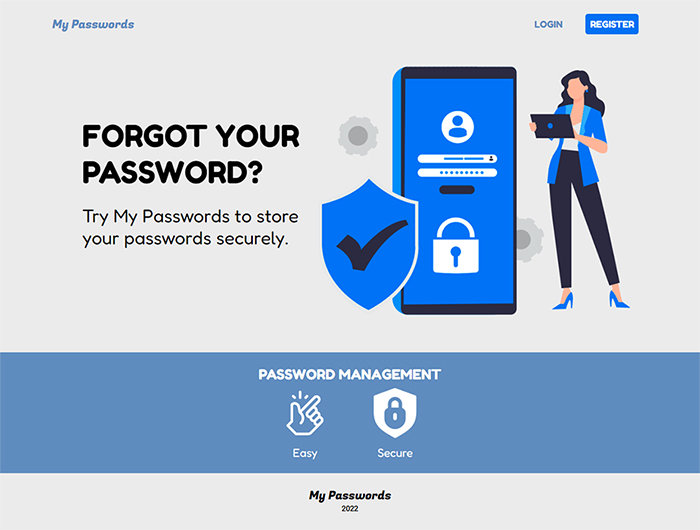 My Passwords
LOGIN
REGISTER
FORGOT YOUR
PASSWORD?
Try My Passwords to store
your passwords securely.
PASSWORD MANAGEMENT
Easy
Secure
My Passwords
2022